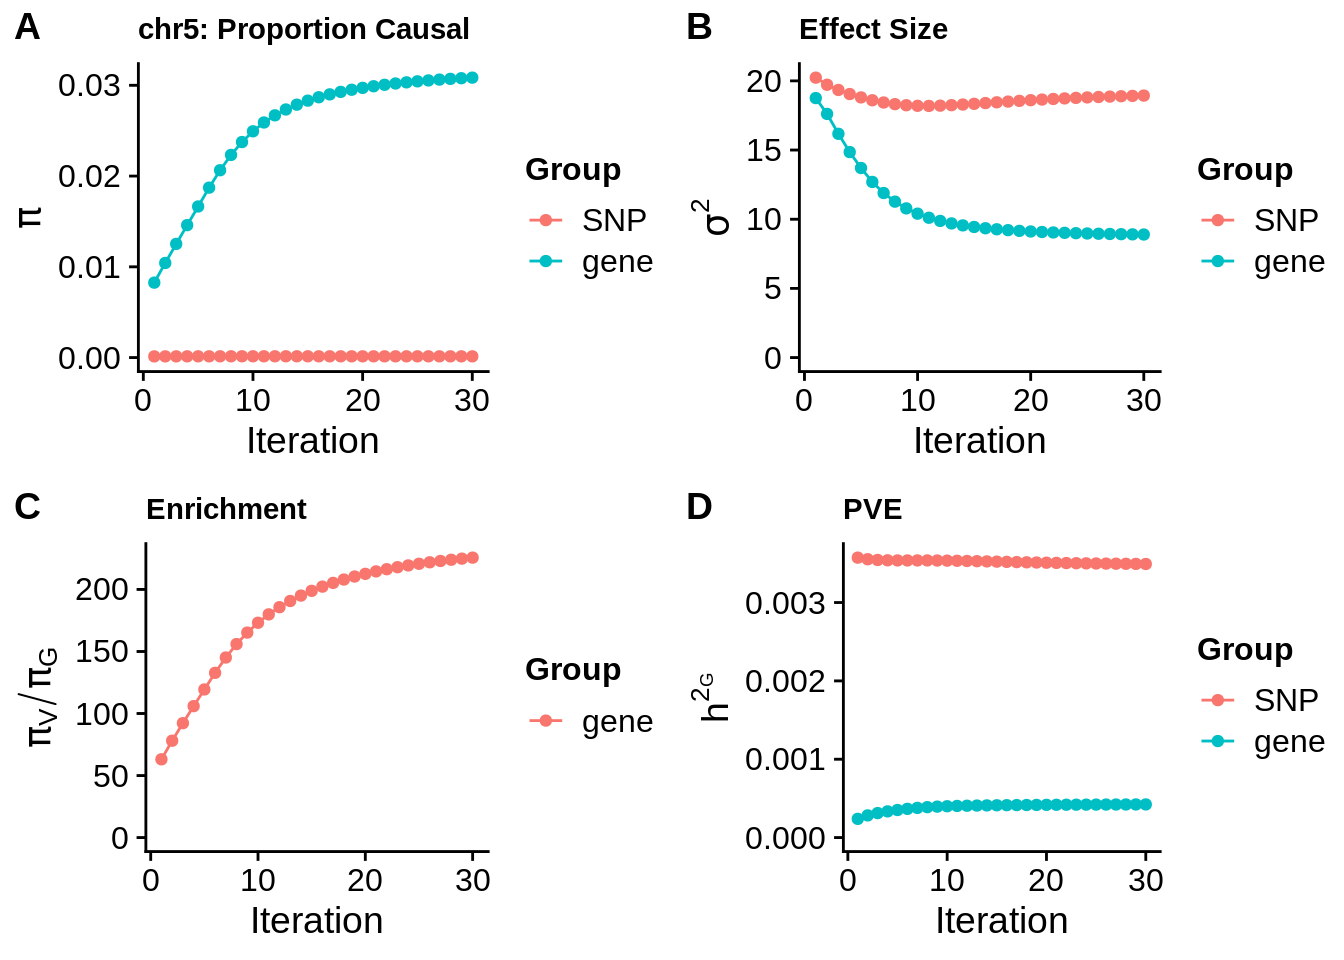 A
chr5: Proportion Causal
π
0.03
0.02
0.01
0.00
0 10 20 30
Iteration
Group
SNP
gene
B
Effect Size
σ²
20
15
10
5
0
0 10 20 30
Iteration
Group
SNP
gene
C
Enrichment
πV/πG
200
150
100
50
0
0 10 20 30
Iteration
Group
gene
D
PVE
h²G
0.003
0.002
0.001
0.000
0 10 20 30
Iteration
Group
SNP
gene